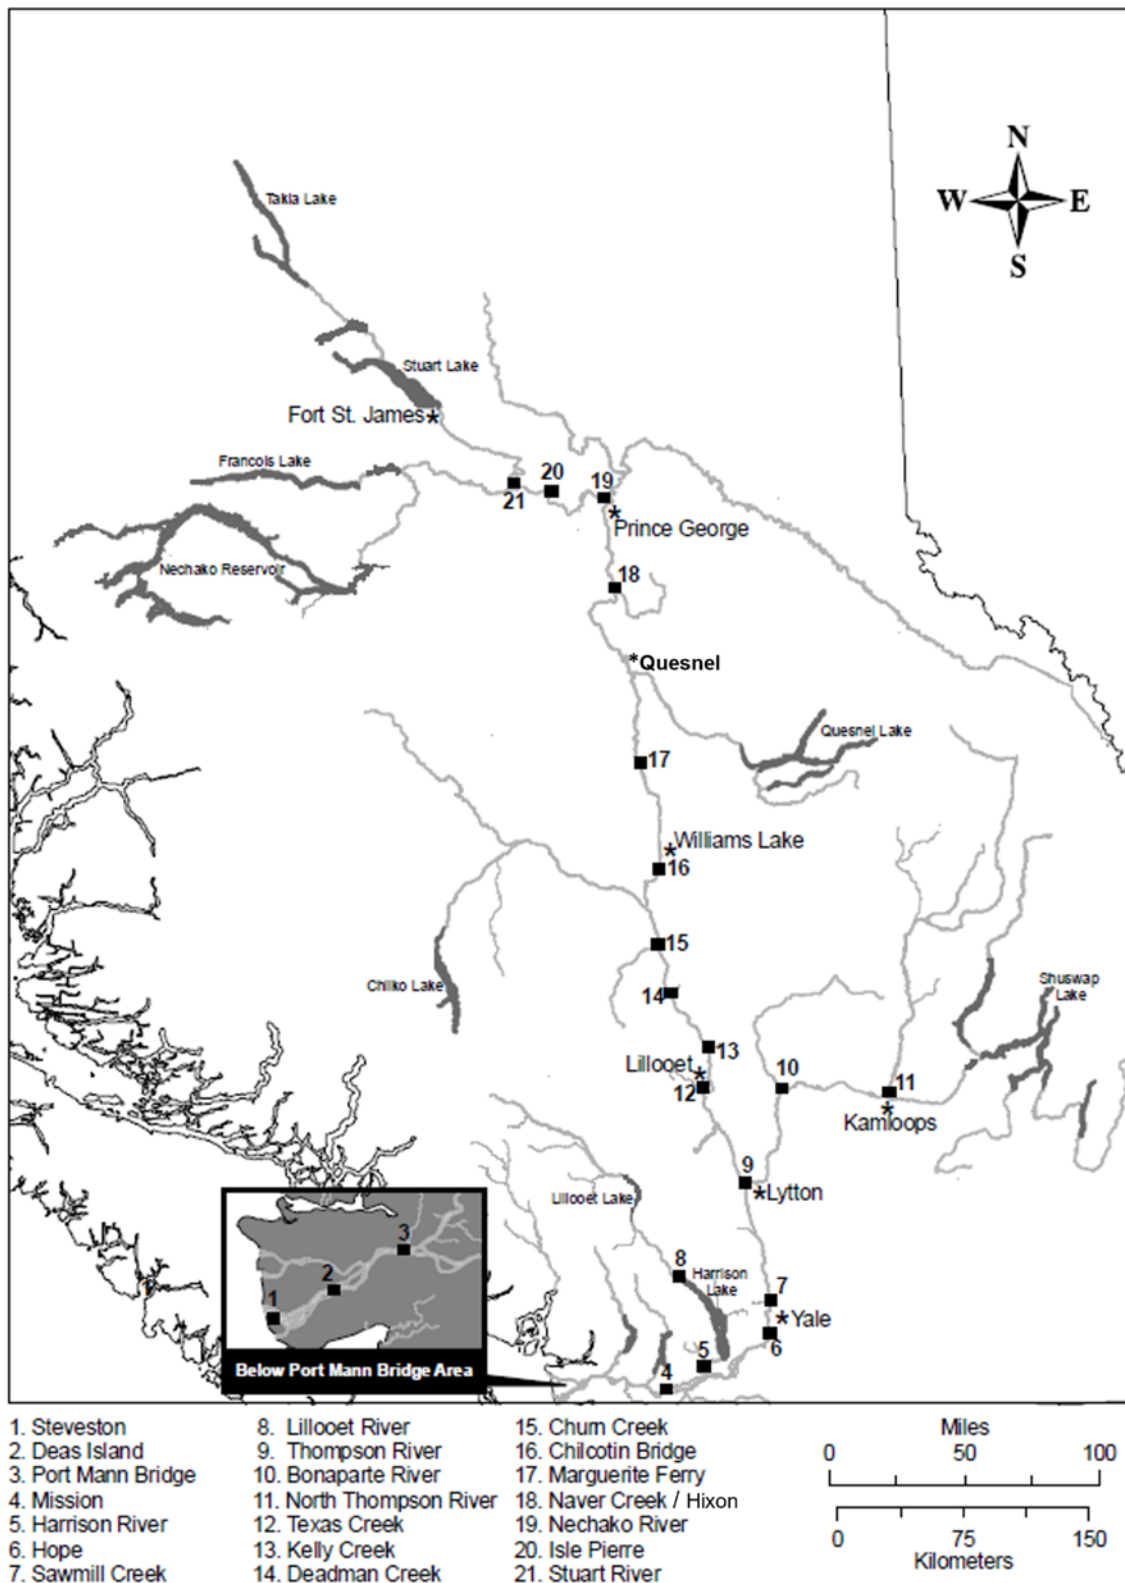 N
W E
S
Takla Lake
Stuart Lake
Fort St. James*
Francois Lake
20
19
21
*
Prince George
Nechako Reservoir
18
*Quesnel
Quesnel Lake
17
Williams Lake
*
16
15
Chilko Lake
14
Shuswap
Lake
13
Lillooet
*
12
10
11
*
Kamloops
9
*Lytton
Lillooet Lake
8
Harrison
Lake
7
*Yale
6
5
4
1
3
2
1
Below Port Mann Bridge Area
1. Steveston
2. Deas Island
3. Port Mann Bridge
4. Mission
5. Harrison River
6. Hope
7. Sawmill Creek
8. Lillooet River
9. Thompson River
10. Bonaparte River
11. North Thompson River
12. Texas Creek
13. Kelly Creek
14. Deadman Creek
15. Churn Creek
16. Chilcotin Bridge
17. Marguerite Ferry
18. Naver Creek / Hixon
19. Nechako River
20. Isle Pierre
21. Stuart River
Miles
0 50 100
0 75 150
Kilometers